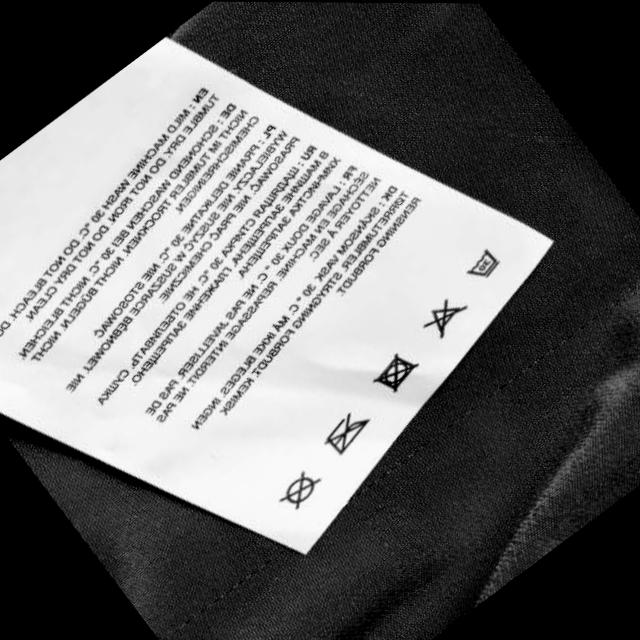 EN : MILD MACHINE WASH 30 °C. DO NOT BLEACH. DO
TUMBLE DRY. DO NOT IRON. DO NOT DRY CLEAN.
DE : SCHONEND WASCHEN BEI 30 °C. NICHT BLEICHEN.
NICHT IM TUMBLER TROCKNEN. NICHT BÜGELN. NICHT
CHEMISCH REINIGEN.
PL : PRANIE DELIKATNE 30 °C. NIE STOSOWAĆ
WYBIELACZY. NIE SUSZYĆ W SUSZARCE BĘBNOWEJ. NIE
PRASOWAĆ. NIE PRAĆ CHEMICZNIE.
RU : ЩАДЯЩАЯ СТИРКА 30 °C. НЕ ОТБЕЛИВАТЬ. СУШКА
В МАШИНЕ ЗАПРЕЩЕНА. ГЛАЖЕНИЕ ЗАПРЕЩЕНО.
ХИМЧИСТКА ЗАПРЕЩЕНА.
FR : LAVAGE DOUX 30 °C. NE PAS JAVELLISER. PAS DE
SÉCHAGE EN MACHINE. REPASSAGE INTERDIT. NE PAS
NETTOYER À SEC.
DK : SKÅNSOM VASK 30 °C. MÅ IKKE BLEGES. INGEN
TØRRETUMBLER. STRYGNING FORBUDT. KEMISK
RENSNING FORBUDT.
30